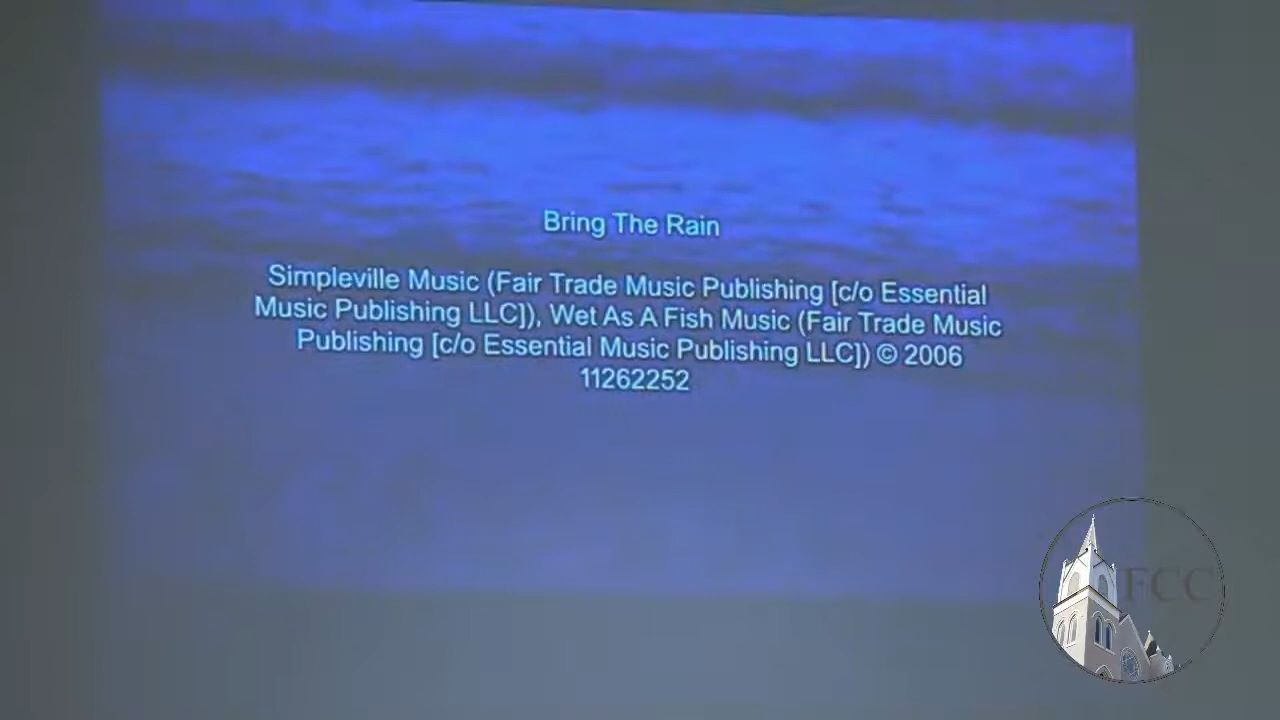 Bring The Rain
Simpleville Music (Fair Trade Music Publishing [c/o Essential
Music Publishing LLC]), Wet As A Fish Music (Fair Trade Music
Publishing [c/o Essential Music Publishing LLC]) © 2006
11262252
FCC